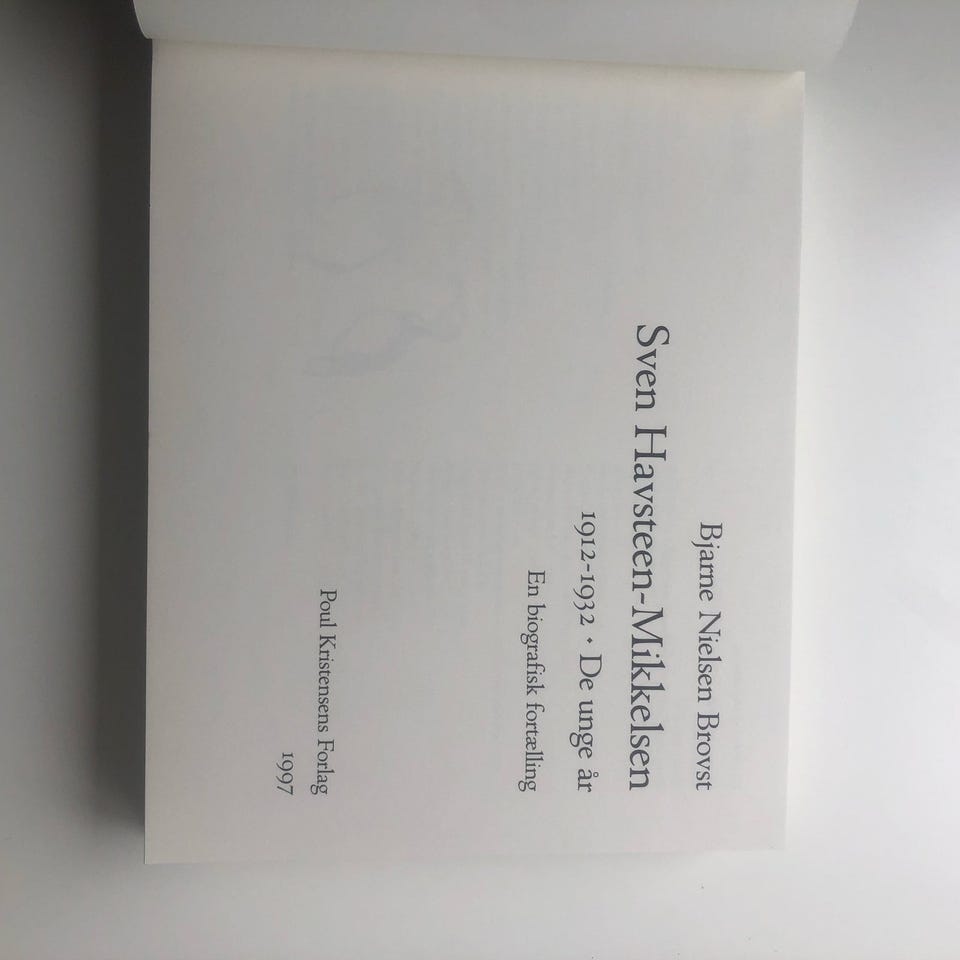 Bjarne Nielsen Brovst
Sven Havsteen-Mikkelsen
1912-1932 · De unge år
En biografisk fortælling
Poul Kristensens Forlag
1997